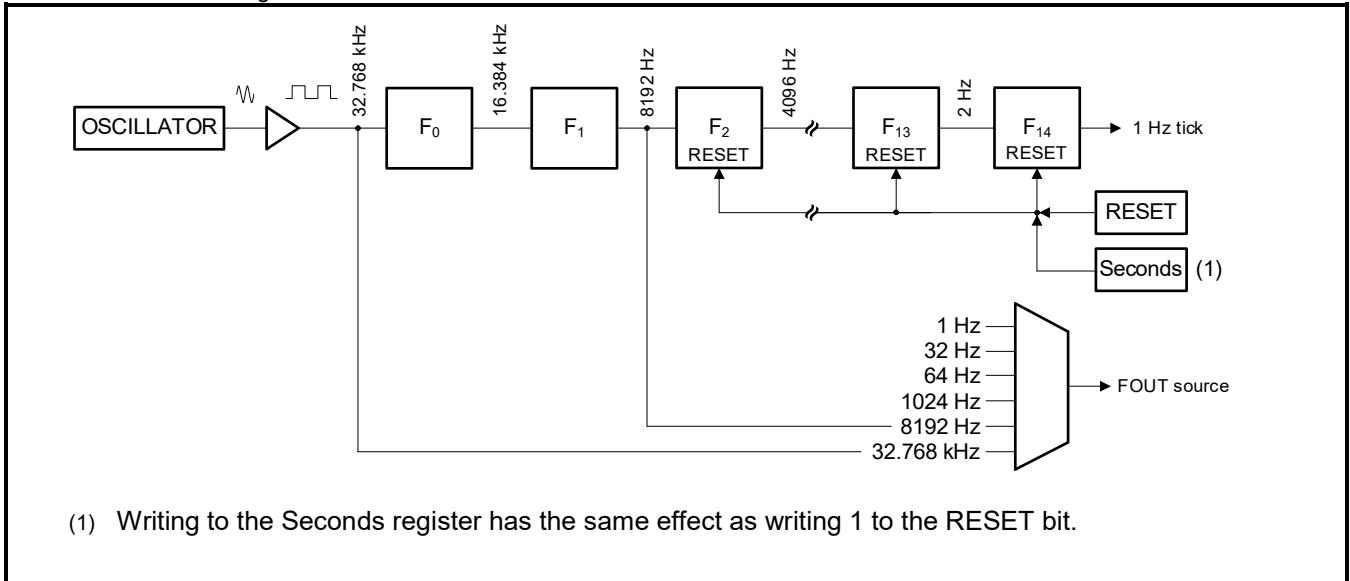 32.768 kHz
16.384 kHz
8192 Hz
4096 Hz
2 Hz
OSCILLATOR
F0
F1
F2
RESET
F13
RESET
F14
RESET
1 Hz tick
RESET
Seconds (1)
1 Hz
32 Hz
64 Hz
1024 Hz
8192 Hz
32.768 kHz
FOUT source
(1) Writing to the Seconds register has the same effect as writing 1 to the RESET bit.